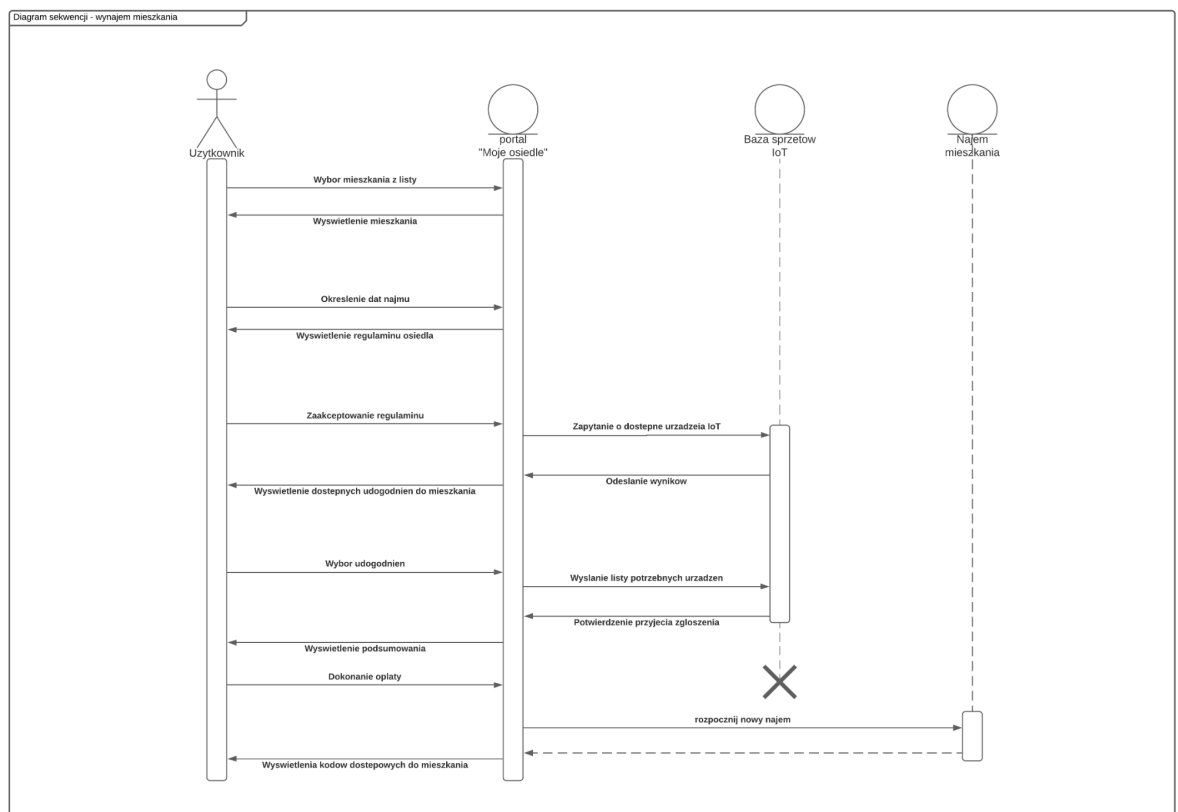 Diagram sekwencji - wynajem mieszkania
Uzytkownik
portal
"Moje osiedle"
Baza sprzetow
IoT
Najem
mieszkania
Wybor mieszkania z listy
Wyswietlenie mieszkania
Okreslenie dat najmu
Wyswietlenie regulaminu osiedla
Zaakceptowanie regulaminu
Zapytanie o dostepne urzadzeia IoT
Odeslanie wynikow
Wyswietlenie dostepnych udogodnien do mieszkania
Wybor udogodnien
Wyslanie listy potrzebnych urzadzen
Potwierdzenie przyjecia zgloszenia
Wyswietlenie podsumowania
Dokonanie oplaty
rozpocznij nowy najem
Wyswietlenia kodow dostepowych do mieszkania